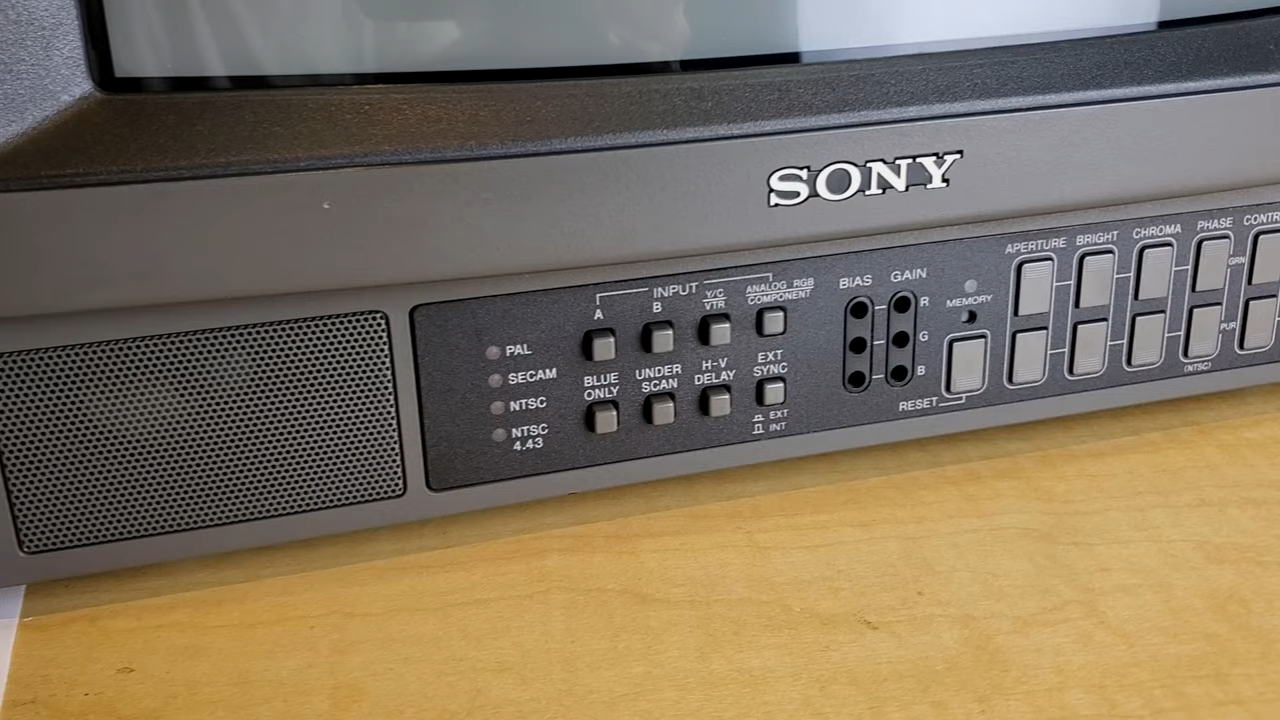 SONY
INPUT
A
B
Y/C
VTR
ANALOG RGB
COMPONENT
PAL
SECAM
NTSC
NTSC
4.43
BLUE
ONLY
UNDER
SCAN
H-V
DELAY
EXT
SYNC
EXT
INT
BIAS
GAIN
R
G
B
MEMORY
RESET
APERTURE
BRIGHT
CHROMA
PHASE
GRN
PUR
(NTSC)
CONTR